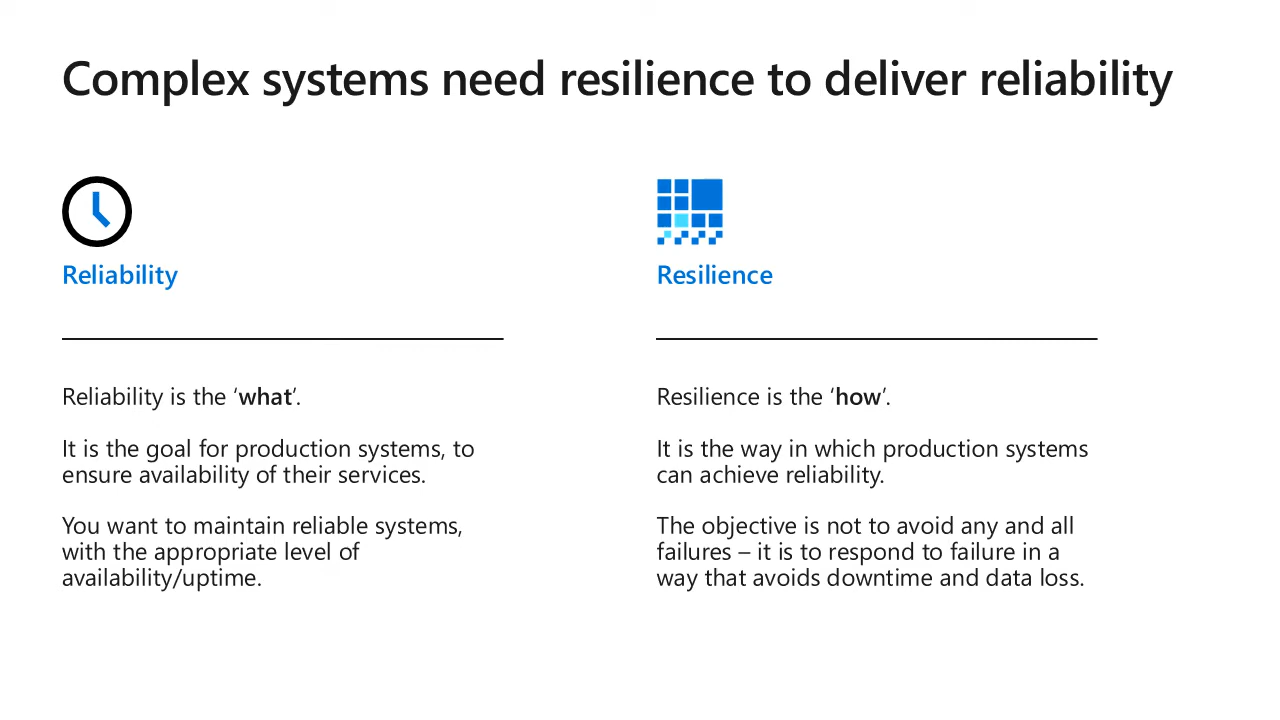 Complex systems need resilience to deliver reliability
Reliability
Reliability is the ‘what’.
It is the goal for production systems, to
ensure availability of their services.
You want to maintain reliable systems,
with the appropriate level of
availability/uptime.
Resilience
Resilience is the ‘how’.
It is the way in which production systems
can achieve reliability.
The objective is not to avoid any and all
failures – it is to respond to failure in a
way that avoids downtime and data loss.